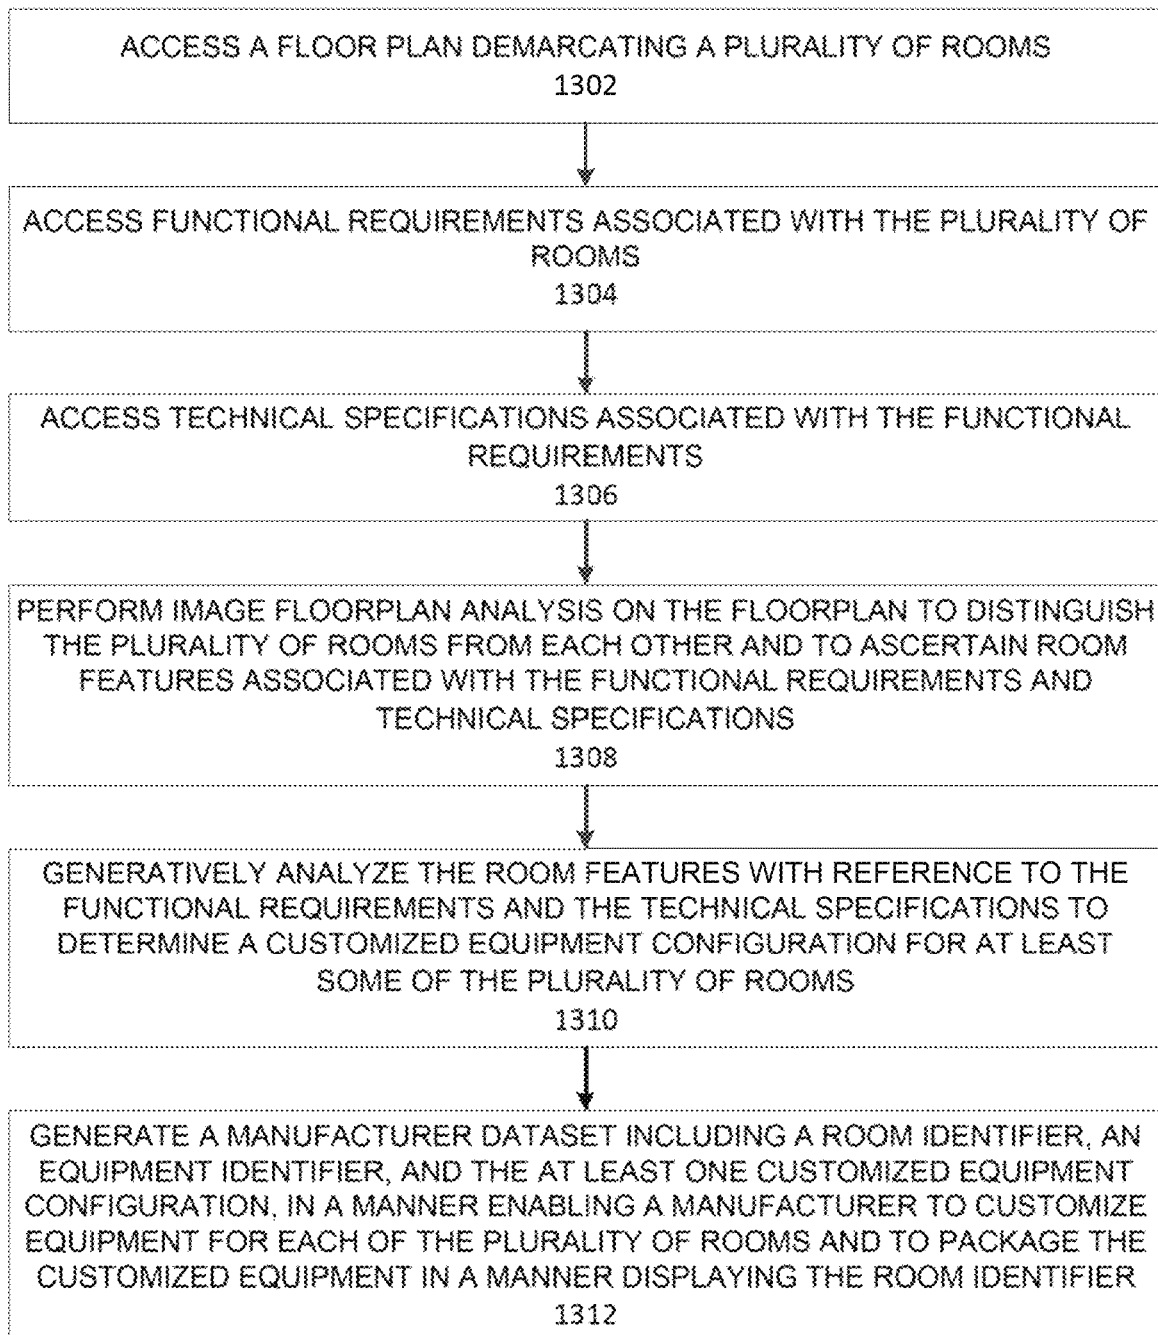 ACCESS A FLOOR PLAN DEMARCATING A PLURALITY OF ROOMS
1302
ACCESS FUNCTIONAL REQUIREMENTS ASSOCIATED WITH THE PLURALITY OF
ROOMS
1304
ACCESS TECHNICAL SPECIFICATIONS ASSOCIATED WITH THE FUNCTIONAL
REQUIREMENTS
1306
PERFORM IMAGE FLOORPLAN ANALYSIS ON THE FLOORPLAN TO DISTINGUISH
THE PLURALITY OF ROOMS FROM EACH OTHER AND TO ASCERTAIN ROOM
FEATURES ASSOCIATED WITH THE FUNCTIONAL REQUIREMENTS AND
TECHNICAL SPECIFICATIONS
1308
GENERATIVELY ANALYZE THE ROOM FEATURES WITH REFERENCE TO THE
FUNCTIONAL REQUIREMENTS AND THE TECHNICAL SPECIFICATIONS TO
DETERMINE A CUSTOMIZED EQUIPMENT CONFIGURATION FOR AT LEAST
SOME OF THE PLURALITY OF ROOMS
1310
GENERATE A MANUFACTURER DATASET INCLUDING A ROOM IDENTIFIER, AN
EQUIPMENT IDENTIFIER, AND THE AT LEAST ONE CUSTOMIZED EQUIPMENT
CONFIGURATION, IN A MANNER ENABLING A MANUFACTURER TO CUSTOMIZE
EQUIPMENT FOR EACH OF THE PLURALITY OF ROOMS AND TO PACKAGE THE
CUSTOMIZED EQUIPMENT IN A MANNER DISPLAYING THE ROOM IDENTIFIER
1312